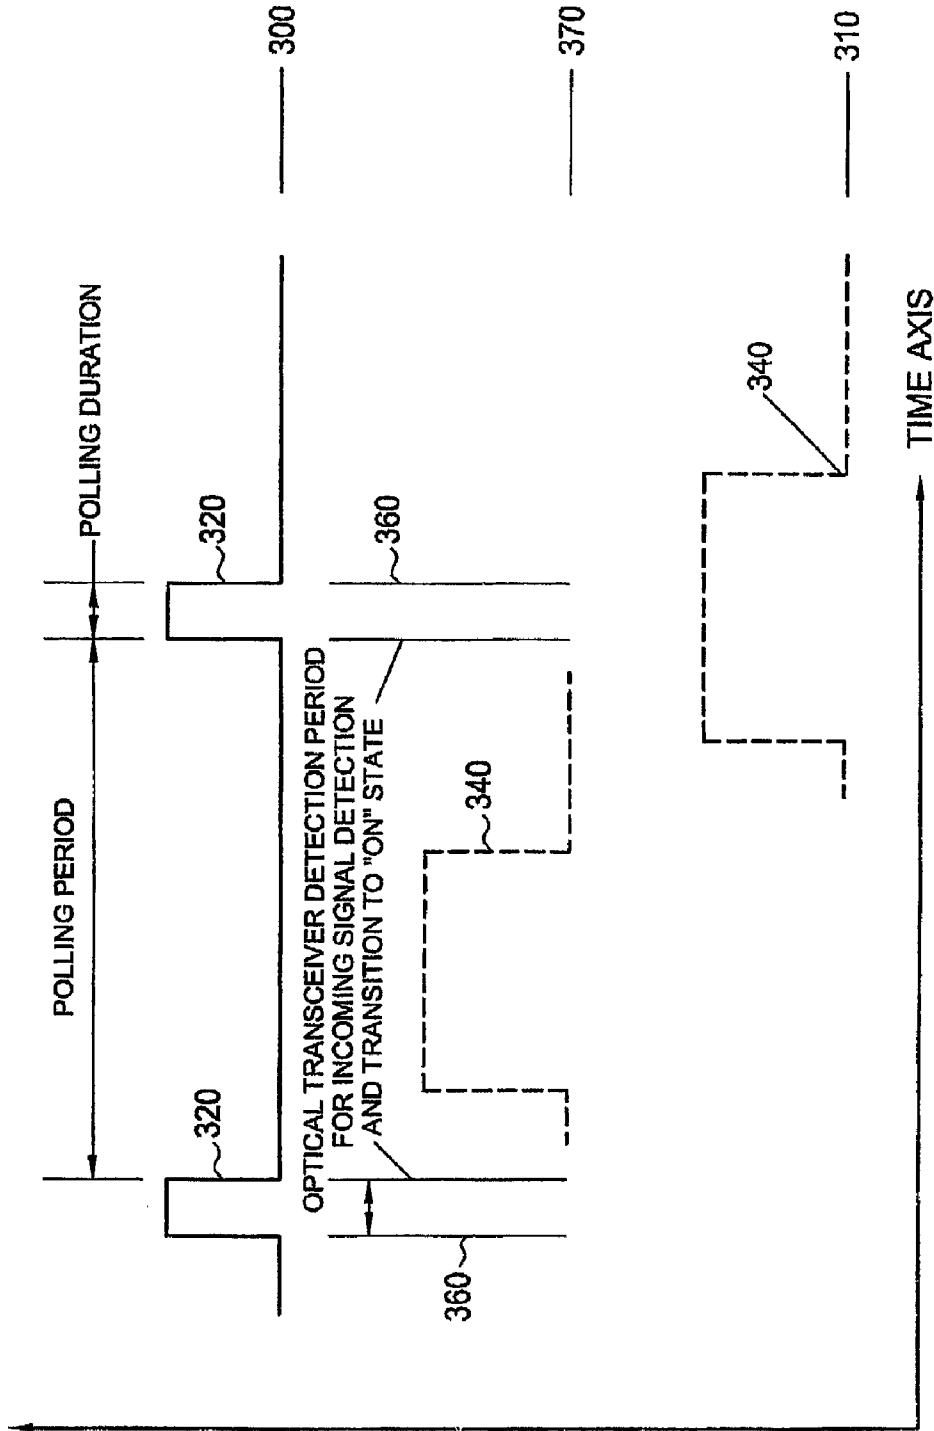 POLLING PERIOD
POLLING DURATION
320
320
300
OPTICAL TRANSCEIVER DETECTION PERIOD
FOR INCOMING SIGNAL DETECTION
AND TRANSITION TO "ON" STATE
360
360
340
370
340
310
TIME AXIS